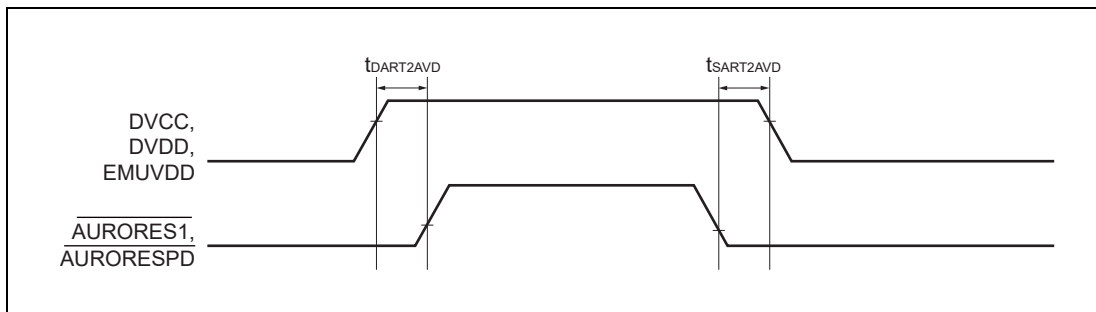 tDART2AVD
tSART2AVD
DVCC,
DVDD,
EMUVDD
AURORES1,
AURORESPD